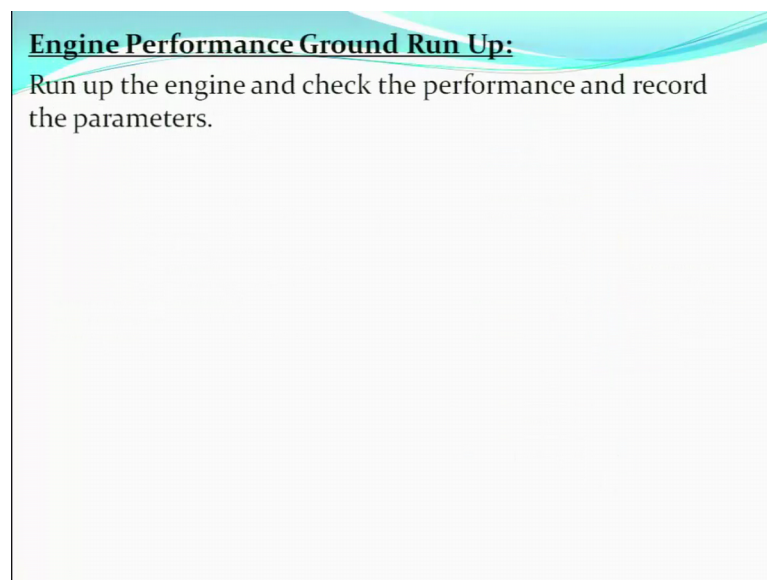 Engine Performance Ground Run Up:
Run up the engine and check the performance and record
the parameters.